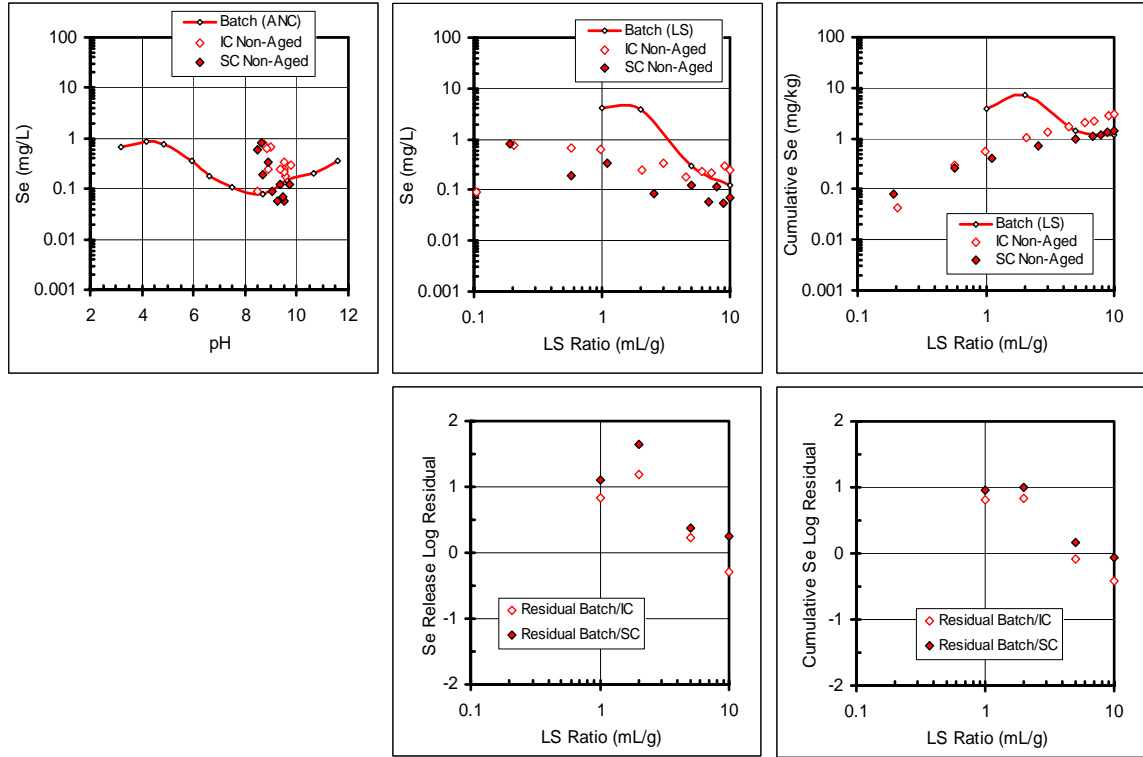 Batch (ANC)
IC Non-Aged
SC Non-Aged
100
10
1
0.1
0.01
0.001
Se (mg/L)
2 4 6 8 10 12
pH
Batch (LS)
IC Non-Aged
SC Non-Aged
100
10
1
0.1
0.01
0.001
Se (mg/L)
0.1 1 10
LS Ratio (mL/g)
100
10
1
0.1
0.01
0.001
Cumulative Se (mg/kg)
Batch (LS)
IC Non-Aged
SC Non-Aged
0.1 1 10
LS Ratio (mL/g)
2
1
0
-1
-2
Se Release Log Residual
Residual Batch/IC
Residual Batch/SC
0.1 1 10
LS Ratio (mL/g)
2
1
0
-1
-2
Cumulative Se Log Residual
Residual Batch/IC
Residual Batch/SC
0.1 1 10
LS Ratio (mL/g)